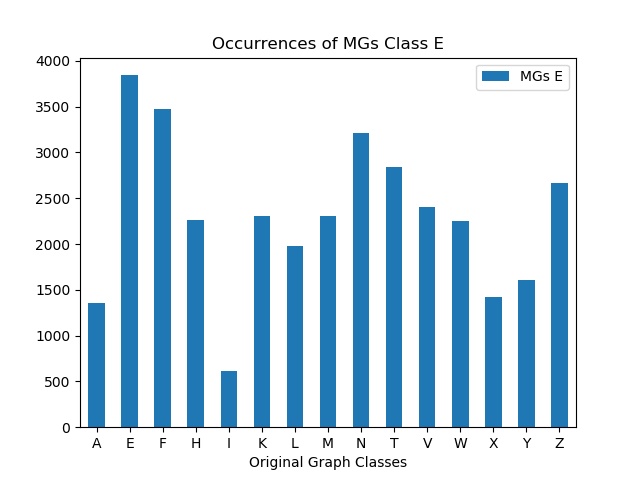 Occurrences of MGs Class E
MGs E
4000
3500
3000
2500
2000
1500
1000
500
0
A E F H I K L M N T V W X Y Z
Original Graph Classes